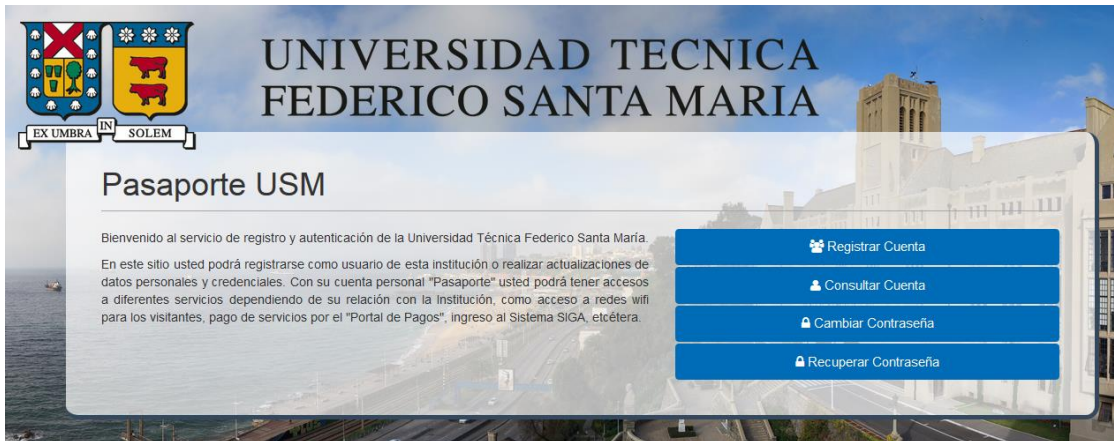 UNIVERSIDAD TECNICA
FEDERICO SANTA MARIA
EX UMBRA IN SOLEM
Pasaporte USM
Bienvenido al servicio de registro y autenticación de la Universidad Técnica Federico Santa María.
En este sitio usted podrá registrarse como usuario de esta institución o realizar actualizaciones de
datos personales y credenciales. Con su cuenta personal "Pasaporte" usted podrá tener accesos
a diferentes servicios dependiendo de su relación con la Institución, como acceso a redes wifi
para los visitantes, pago de servicios por el "Portal de Pagos", ingreso al Sistema SIGA, etcétera.
Registrar Cuenta
Consultar Cuenta
Cambiar Contraseña
Recuperar Contraseña